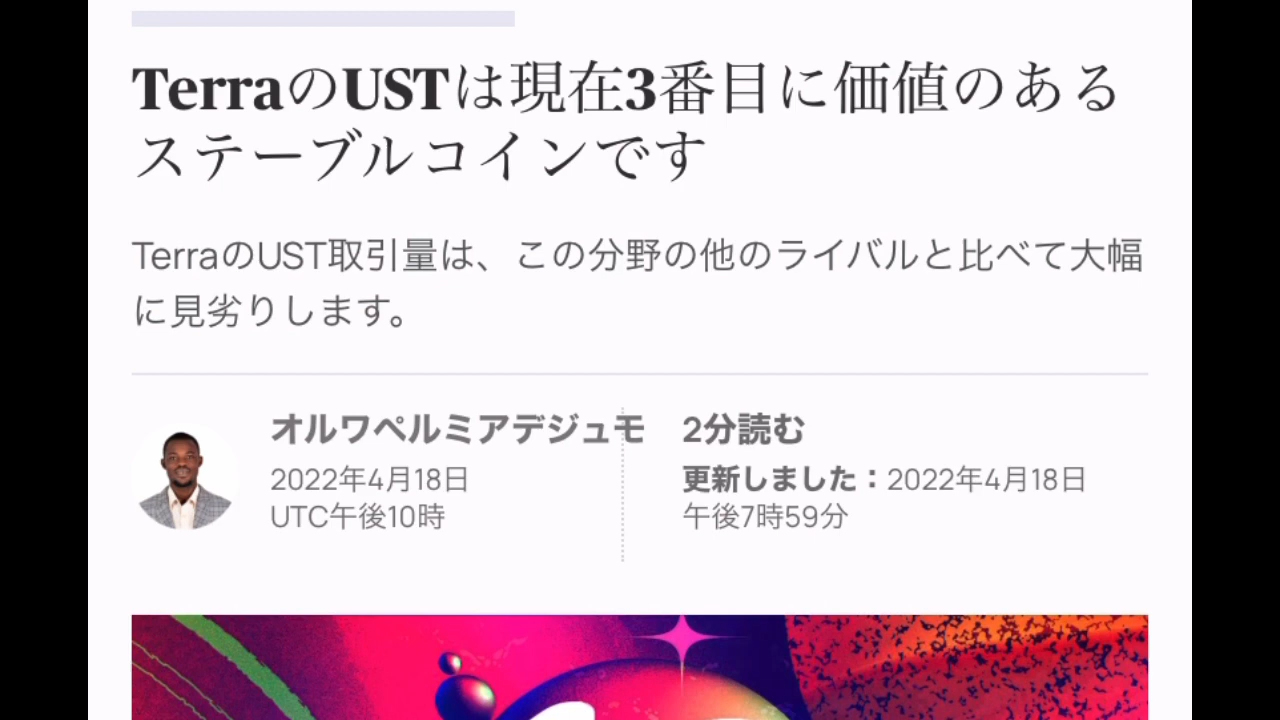 TerraのUSTは現在3番目に価値のある
ステーブルコインです
TerraのUST取引量は、この分野の他のライバルと比べて大幅
に見劣りします。
オルワペルミアデジュモ
2022年4月18日
UTC午後10時
2分読む
更新しました：2022年4月18日
午後7時59分